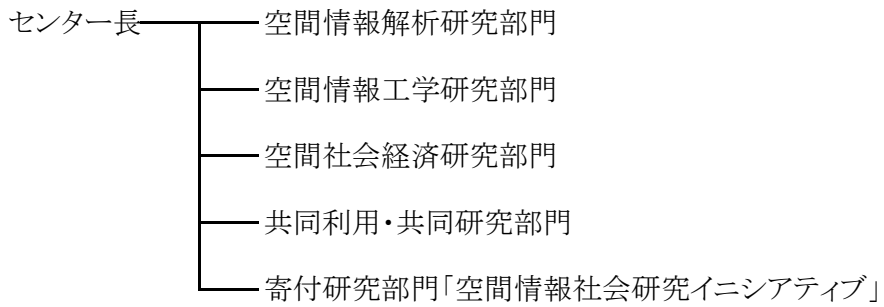 センター長 空間情報解析研究部門
空間情報工学研究部門
空間社会経済研究部門
共同利用・共同研究部門
寄付研究部門「空間情報社会研究イニシアティブ」